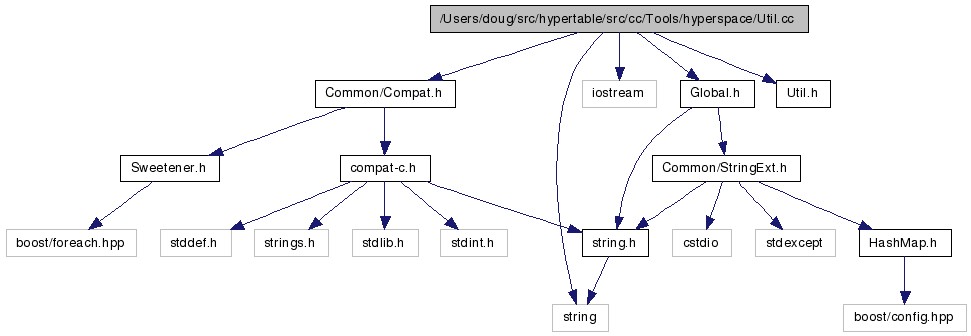 /Users/doug/src/hypertable/src/cc/Tools/hyperspace/Util.cc
Common/Compat.h
iostream
Global.h
Util.h
Sweetener.h
compat-c.h
Common/StringExt.h
boost/foreach.hpp
stddef.h
strings.h
stdlib.h
stdint.h
string.h
cstdio
stdexcept
HashMap.h
string
boost/config.hpp